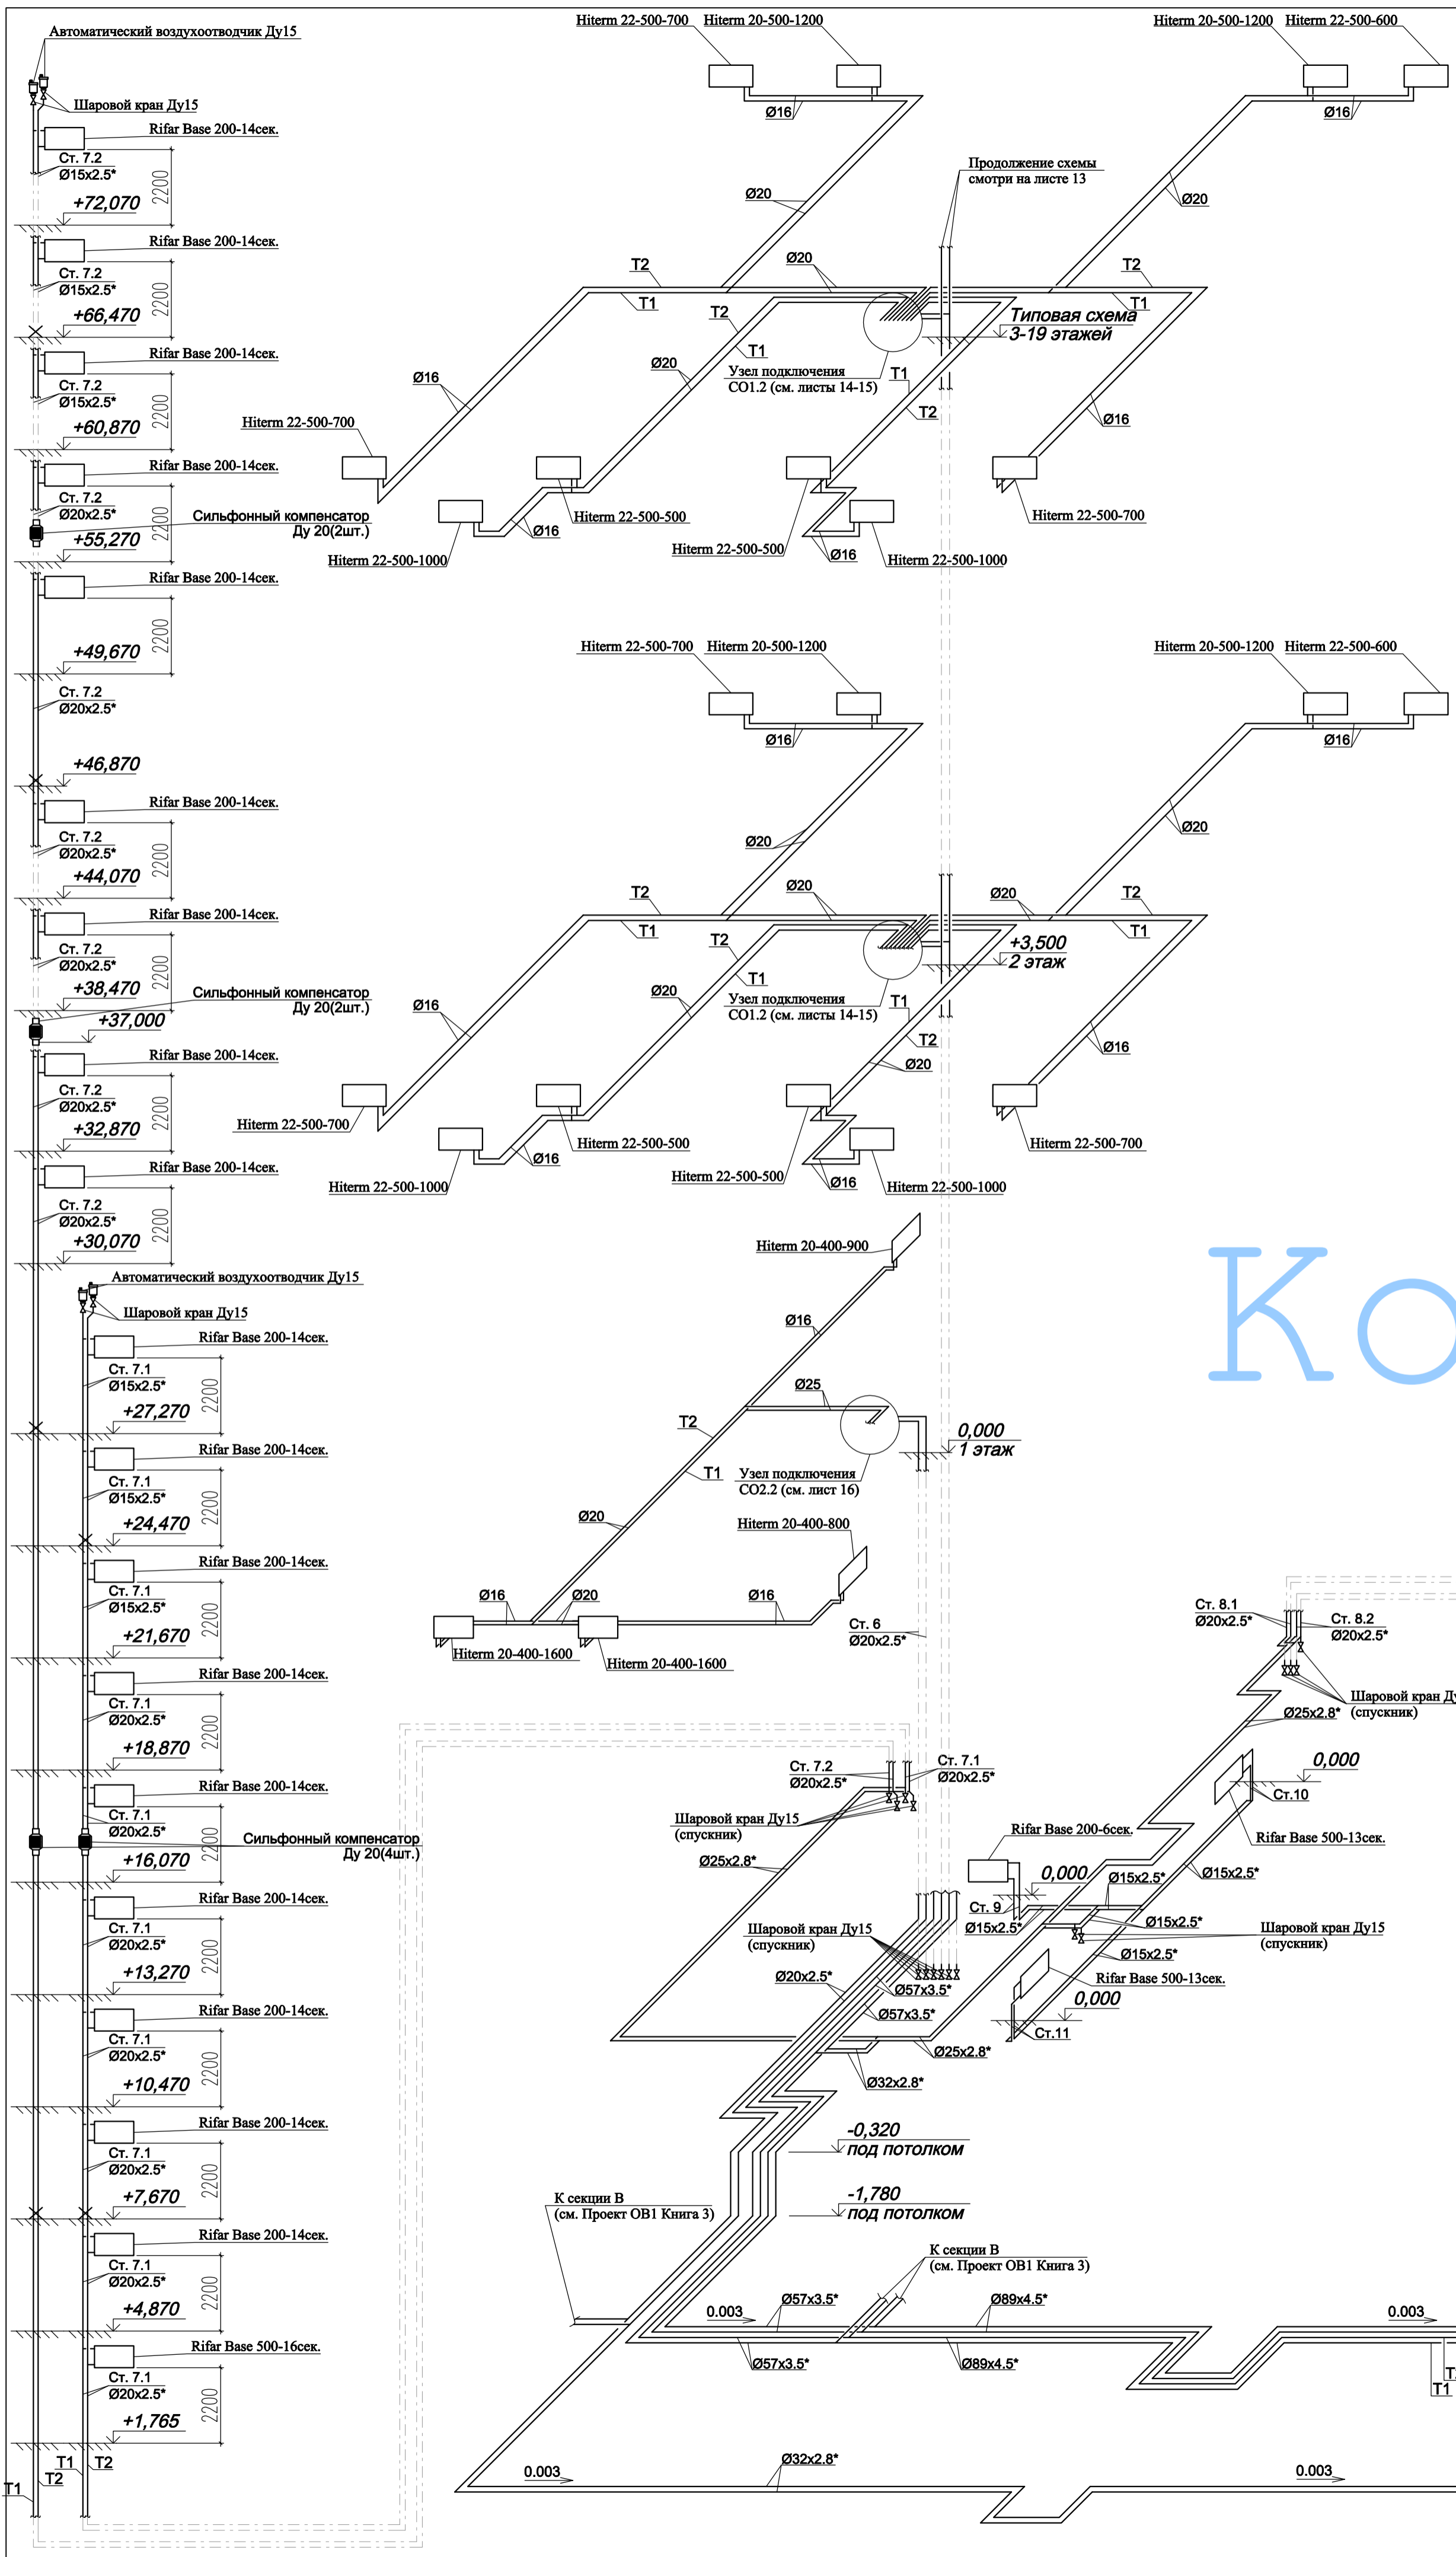 Автоматический воздухоотводчик Ду15
Шаровой кран Ду15
Rifar Base 200-14сек.
Ст. 7.2
Ø15x2.5*
2200
+72,070
Rifar Base 200-14сек.
Ст. 7.2
Ø15x2.5*
2200
+66,470
Rifar Base 200-14сек.
Ст. 7.2
Ø15x2.5*
2200
+60,870
Rifar Base 200-14сек.
Ст. 7.2
Ø20x2.5*
2200
Сильфонный компенсатор
Ду 20(2шт.)
+55,270
Rifar Base 200-14сек.
2200
+49,670
Ст. 7.2
Ø20x2.5*
+46,870
Rifar Base 200-14сек.
Ст. 7.2
Ø20x2.5*
2200
+44,070
Rifar Base 200-14сек.
Ст. 7.2
Ø20x2.5*
2200
+38,470
Сильфонный компенсатор
Ду 20(2шт.)
+37,000
Rifar Base 200-14сек.
Ст. 7.2
Ø20x2.5*
2200
+32,870
Rifar Base 200-14сек.
Ст. 7.2
Ø20x2.5*
2200
+30,070
Автоматический воздухоотводчик Ду15
Шаровой кран Ду15
Rifar Base 200-14сек.
Ст. 7.1
Ø15x2.5*
2200
+27,270
Rifar Base 200-14сек.
Ст. 7.1
Ø15x2.5*
2200
+24,470
Rifar Base 200-14сек.
Ст. 7.1
Ø15x2.5*
2200
+21,670
Rifar Base 200-14сек.
Ст. 7.1
Ø20x2.5*
2200
+18,870
Rifar Base 200-14сек.
Ст. 7.1
Ø20x2.5*
2200
Сильфонный компенсатор
Ду 20(4шт.)
+16,070
Rifar Base 200-14сек.
Ст. 7.1
Ø20x2.5*
2200
+13,270
Rifar Base 200-14сек.
Ст. 7.1
Ø20x2.5*
2200
+10,470
Rifar Base 200-14сек.
Ст. 7.1
Ø20x2.5*
2200
+7,670
Rifar Base 200-14сек.
Ст. 7.1
Ø20x2.5*
2200
+4,870
Rifar Base 500-16сек.
Ст. 7.1
Ø20x2.5*
2200
+1,765
T1
T2
T1
T2
Hiterm 22-500-700
Hiterm 20-500-1200
Hiterm 20-500-1200
Hiterm 22-500-600
Ø16
Ø16
Продолжение схемы
смотри на листе 13
Ø20
Ø20
T2
Ø20
T2
T1
T2
T1
T1
Типовая схема
3-19 этажей
Узел подключения
СО1.2 (см. листы 14-15)
Ø20
Ø16
T1
T2
Ø16
Hiterm 22-500-700
Hiterm 22-500-500
Ø16
Hiterm 22-500-1000
Hiterm 22-500-500
Ø16
Hiterm 22-500-1000
Hiterm 22-500-700
Hiterm 22-500-700
Hiterm 20-500-1200
Hiterm 20-500-1200
Hiterm 22-500-600
Ø16
Ø16
Ø20
Ø20
T2
Ø20
Ø20
T2
T1
T2
T1
T1
+3,500
2 этаж
Узел подключения
СО1.2 (см. листы 14-15)
Ø20
Ø16
T1
T2
Ø20
Ø16
Hiterm 22-500-700
Hiterm 22-500-500
Ø16
Hiterm 22-500-1000
Hiterm 22-500-500
Ø16
Hiterm 22-500-1000
Hiterm 22-500-700
Hiterm 20-400-900
Ко
Ø16
Ø25
T2
0,000
1 этаж
T1
Узел подключения
СО2.2 (см. лист 16)
Ø20
Hiterm 20-400-800
Ø16
Ø20
Ø16
Hiterm 20-400-1600
Hiterm 20-400-1600
Ст. 6
Ø20x2.5*
Ст. 8.1
Ø20x2.5*
Ст. 8.2
Ø20x2.5*
Шаровой кран Ду
(спускник)
Ø25x2.8*
Ст. 7.2
Ø20x2.5*
Ст. 7.1
Ø20x2.5*
0,000
Ст.10
Шаровой кран Ду15
(спускник)
Rifar Base 200-6сек.
Rifar Base 500-13сек.
Ø25x2.8*
0,000
Ø15x2.5*
Ø15x2.5*
Ст. 9
Ø15x2.5*
Ø15x2.5*
Шаровой кран Ду15
(спускник)
Шаровой кран Ду15
(спускник)
Ø15x2.5*
Ø20x2.5*
Ø57x3.5*
Rifar Base 500-13сек.
0,000
Ø57x3.5*
Ст.11
Ø25x2.8*
Ø32x2.8*
-0,320
под потолком
-1,780
под потолком
К секции В
(см. Проект ОВ1 Книга 3)
К секции В
(см. Проект ОВ1 Книга 3)
0.003
Ø57x3.5*
Ø89x4.5*
0.003
Ø57x3.5*
Ø89x4.5*
T1
0.003
Ø32x2.8*
0.003